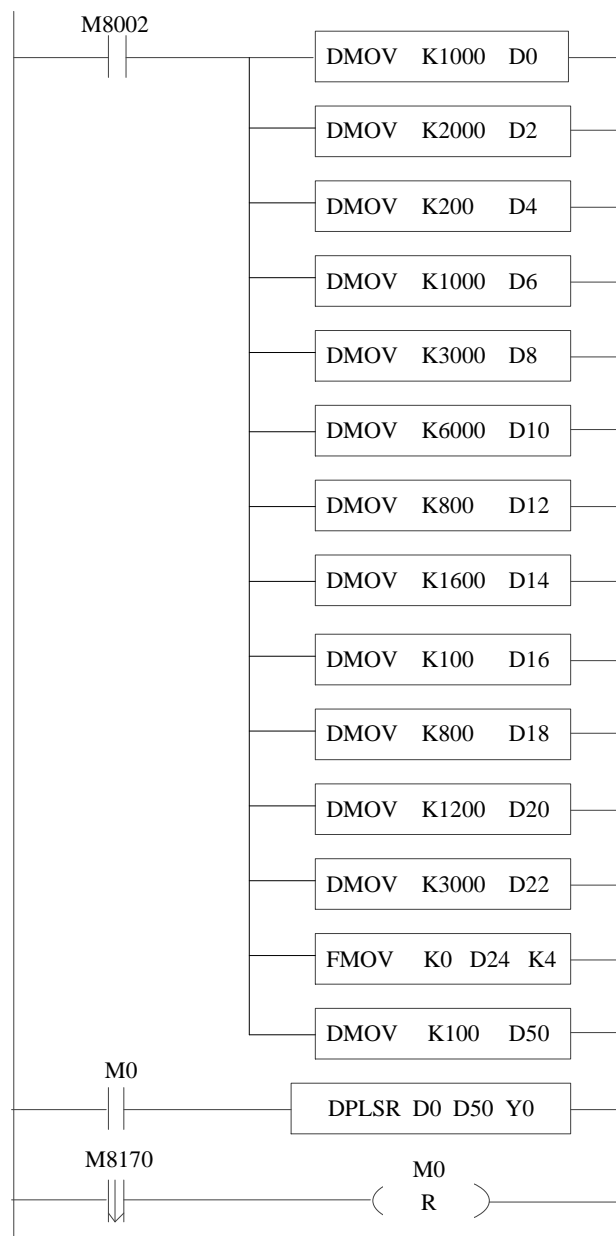 M8002
DMOV K1000 D0
DMOV K2000 D2
DMOV K200 D4
DMOV K1000 D6
DMOV K3000 D8
DMOV K6000 D10
DMOV K800 D12
DMOV K1600 D14
DMOV K100 D16
DMOV K800 D18
DMOV K1200 D20
DMOV K3000 D22
FMOV K0 D24 K4
DMOV K100 D50
M0
DPLSR D0 D50 Y0
M8170
M0
R